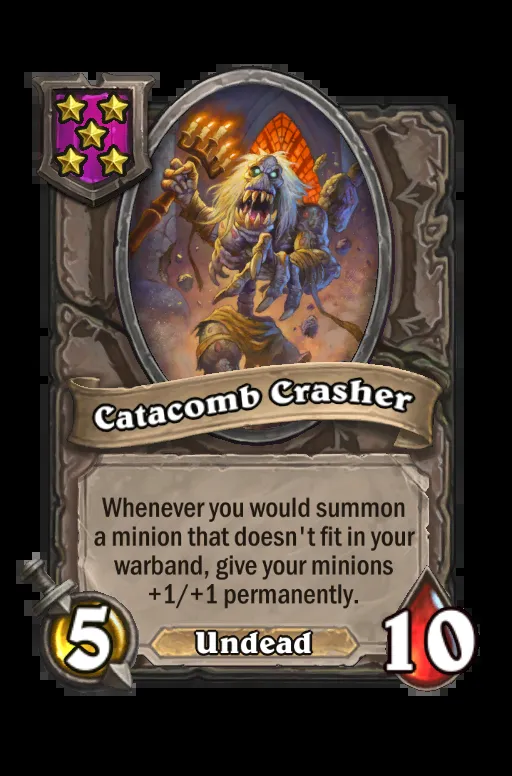 Catacomb Crasher
Whenever you would summon
a minion that doesn't fit in your
warband, give your minions
+1/+1 permanently.
5
Undead
10